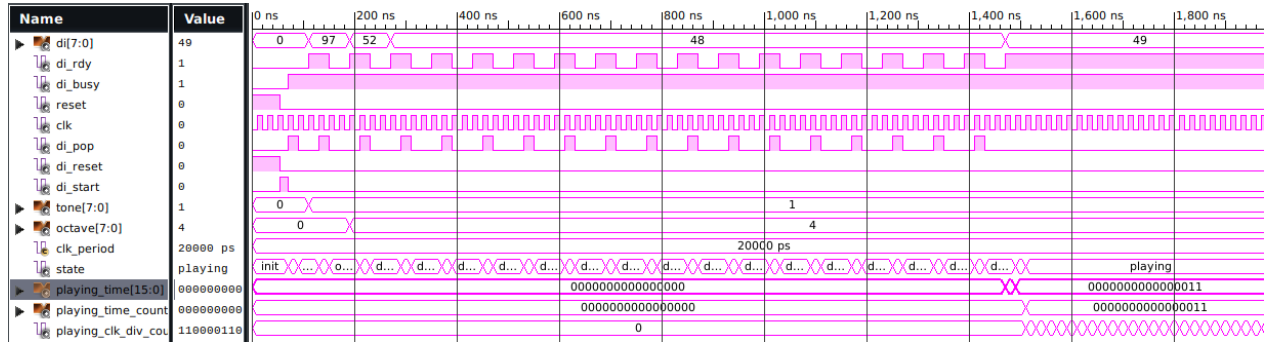 Name Value 0 ns 200 ns 400 ns 600 ns 800 ns 1,000 ns 1,200 ns 1,400 ns 1,600 ns 1,800 ns
di[7:0] 49 0 97 52 48 49
di_rdy 1
di_busy 1
reset 0
clk 0
di_pop 0
di_reset 0
di_start 0
tone[7:0] 1 0 1
octave[7:0] 4 0 4
clk_period 20000 ps 20000 ps
state playing init ... o... d... d... d... d... d... d... d... d... d... d... d... d... d... d... playing
playing_time[15:0] 000000000 0000000000000000 0000000000000011
playing_time_count 000000000 0000000000000000 0000000000000011
playing_clk_div_cou 110000110 0